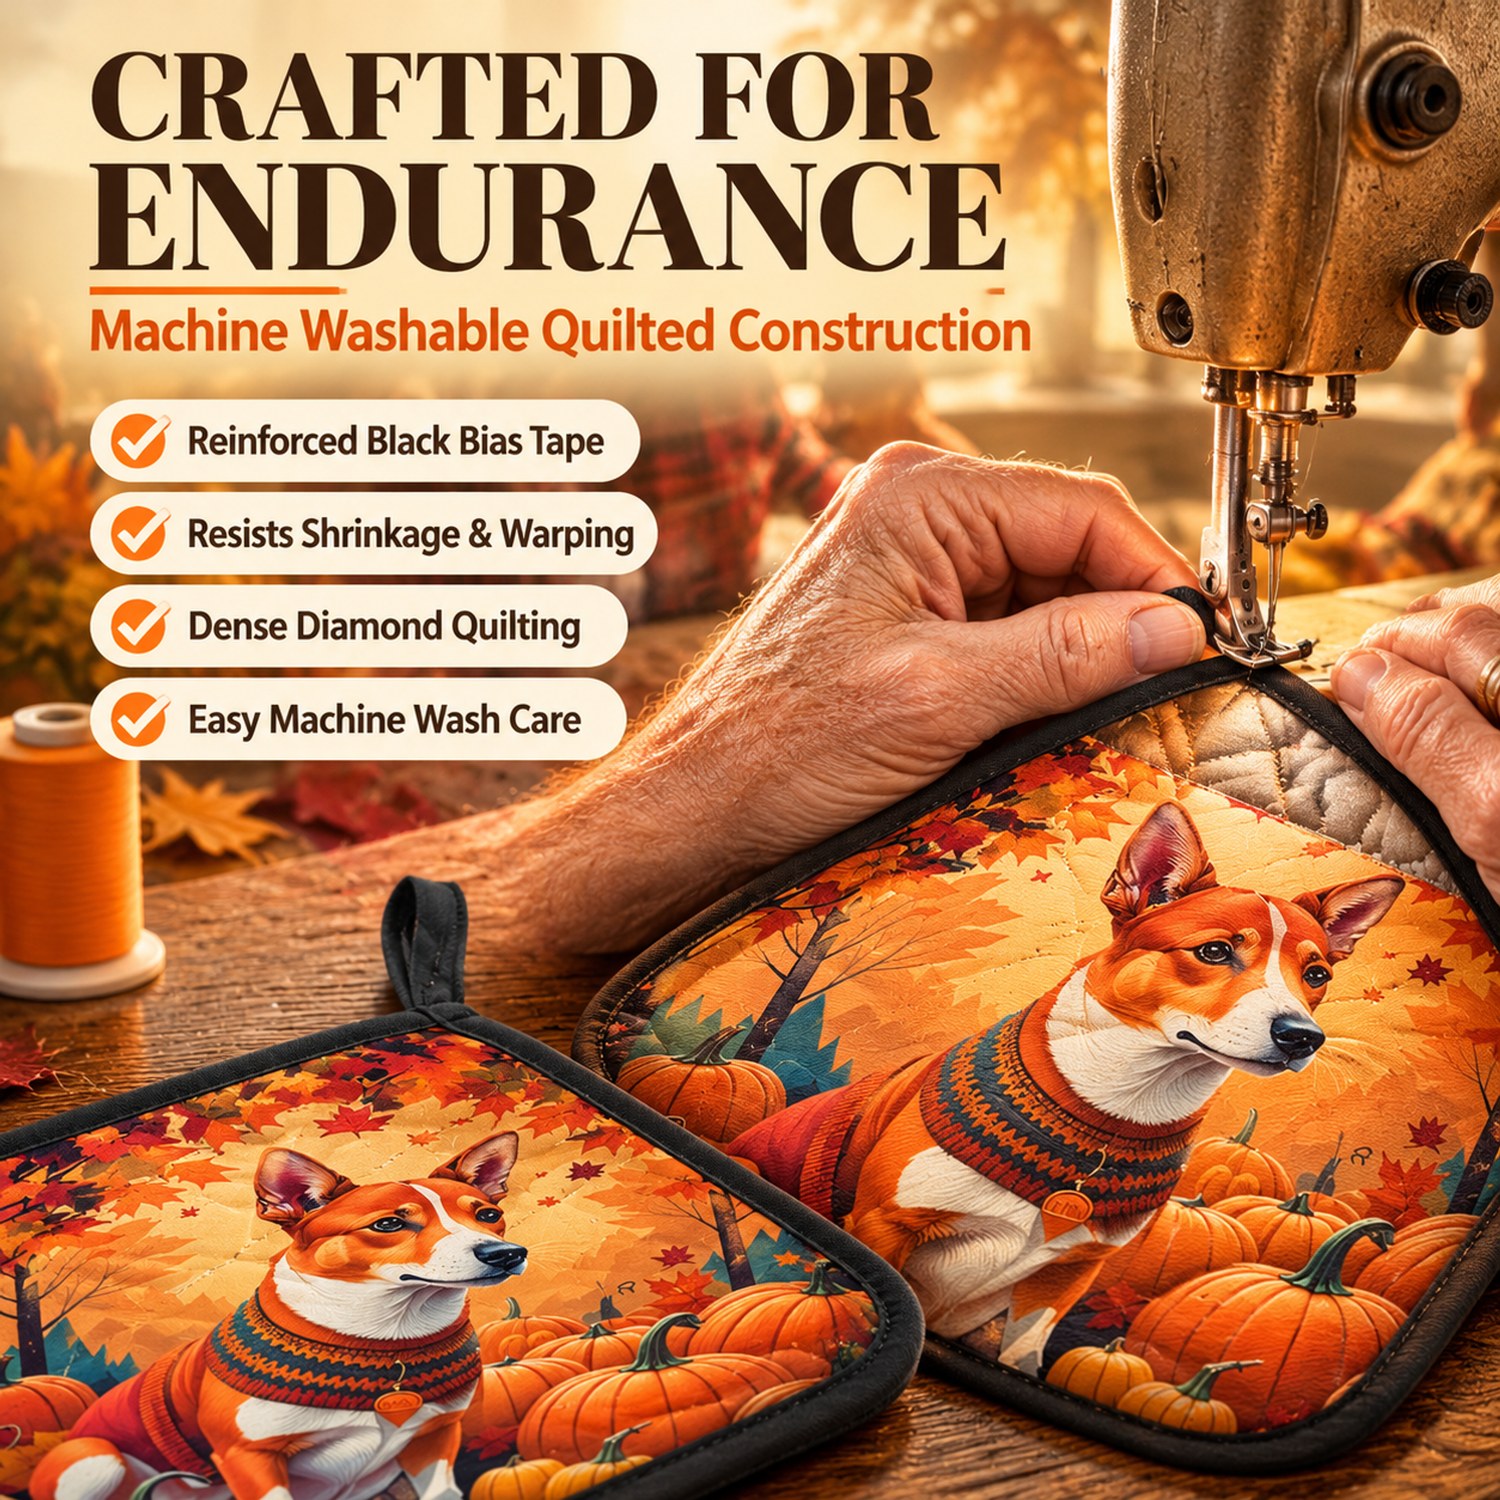 CRAFTED FOR
ENDURANCE
Machine Washable Quilted Construction
Reinforced Black Bias Tape
Resists Shrinkage & Warping
Dense Diamond Quilting
Easy Machine Wash Care